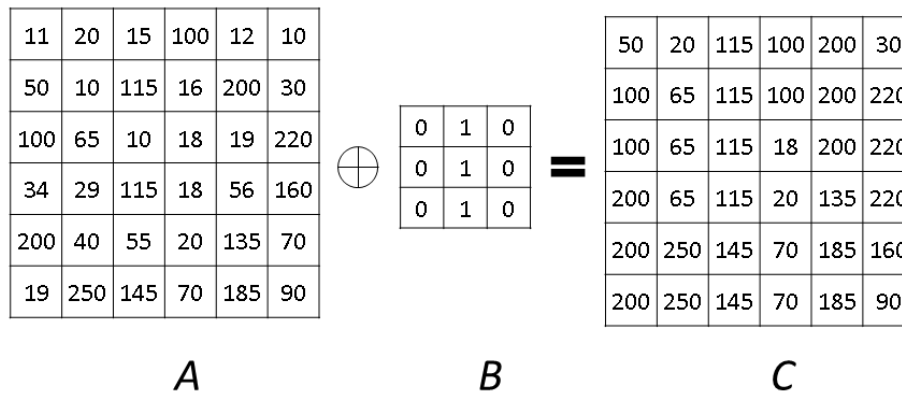 11 20 15 100 12 10
50 10 115 16 200 30
100 65 10 18 19 220
34 29 115 18 56 160
200 40 55 20 135 70
19 250 145 70 185 90
A
⊕
0 1 0
0 1 0
0 1 0
B
=
50 20 115 100 200 30
100 65 115 100 200 220
100 65 115 18 200 220
200 65 115 20 135 220
200 250 145 70 185 160
200 250 145 70 185 90
C